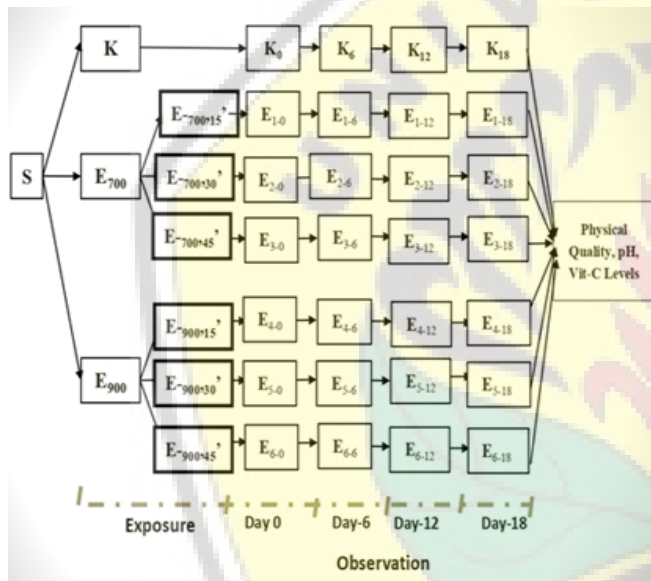 K
K0
K6
K12
K18
E-700,15’
E1-0
E1-6
E1-12
E1-18
S
E700
E-700,30’
E2-0
E2-6
E2-12
E2-18
E-700,45’
E3-0
E3-6
E3-12
E3-18
Physical
Quality, pH,
Vit-C Levels
E-900,15’
E4-0
E4-6
E4-12
E4-18
E900
E-900,30’
E5-0
E5-6
E5-12
E5-18
E-900,45’
E6-0
E6-6
E6-12
E6-18
Exposure
Day 0
Day-6
Day-12
Day-18
Observation